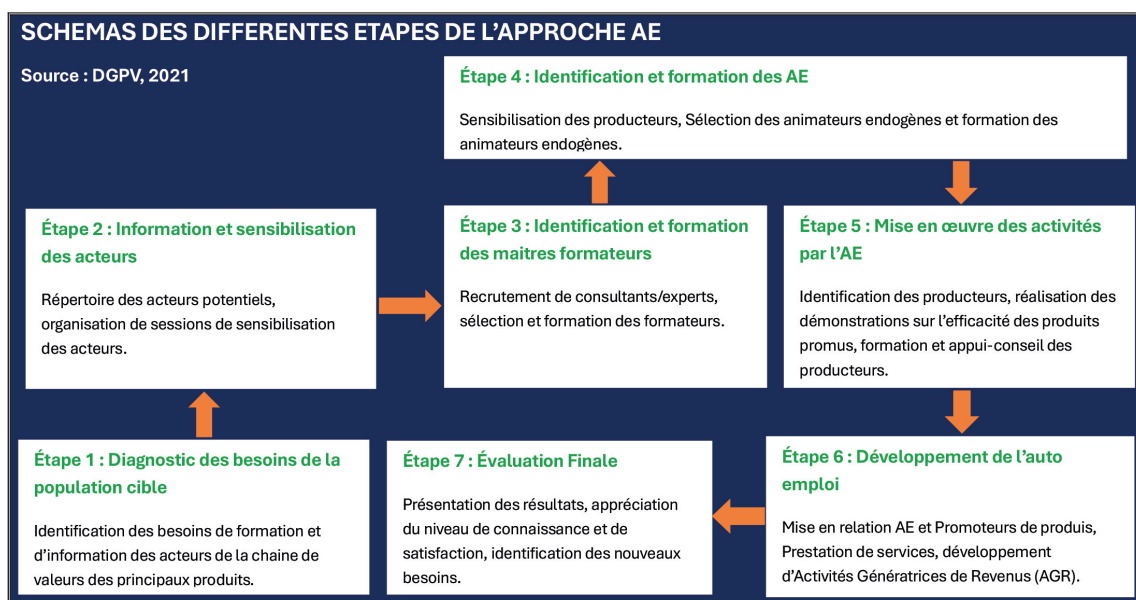 SCHEMAS DES DIFFERENTES ETAPES DE L’APPROCHE AE
Source : DGPV, 2021
Étape 4 : Identification et formation des AE
Sensibilisation des producteurs, Sélection des animateurs endogènes et formation des
animateurs endogènes.
Étape 2 : Information et sensibilisation
des acteurs
Répertoire des acteurs potentiels,
organisation de sessions de sensibilisation
des acteurs.
Étape 3 : Identification et formation
des maitres formateurs
Recrutement de consultants/experts,
sélection et formation des formateurs.
Étape 5 : Mise en œuvre des activités
par l’AE
Identification des producteurs, réalisation des
démonstrations sur l’efficacité des produits
promus, formation et appui-conseil des
producteurs.
Étape 1 : Diagnostic des besoins de la
population cible
Identification des besoins de formation et
d’information des acteurs de la chaine de
valeurs des principaux produits.
Étape 7 : Évaluation Finale
Présentation des résultats, appréciation
du niveau de connaissance et de
satisfaction, identification des nouveaux
besoins.
Étape 6 : Développement de l’auto
emploi
Mise en relation AE et Promoteurs de produis,
Prestation de services, développement
d’Activités Génératrices de Revenus (AGR).